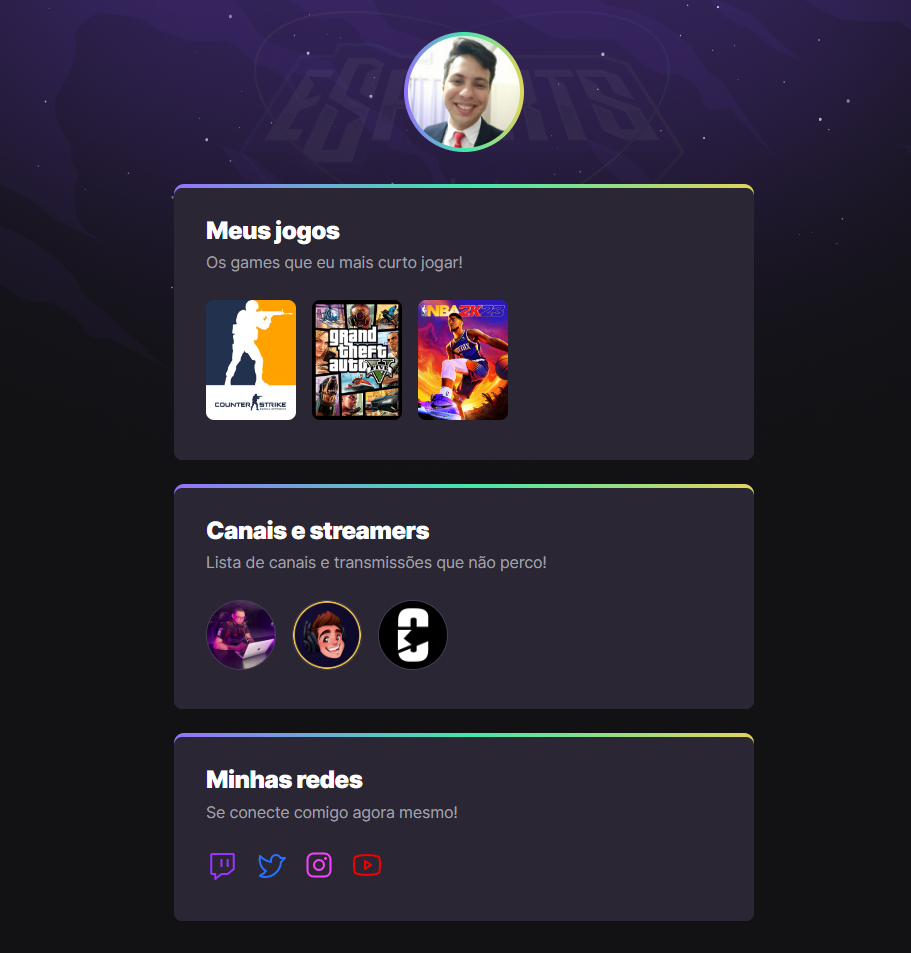 ESPORTS
Meus jogos
Os games que eu mais curto jogar!
COUNTER STRIKE
grand
theft
auto V
FIVE
NBA 2K23
Canais e streamers
Lista de canais e transmissões que não perco!
Minhas redes
Se conecte comigo agora mesmo!